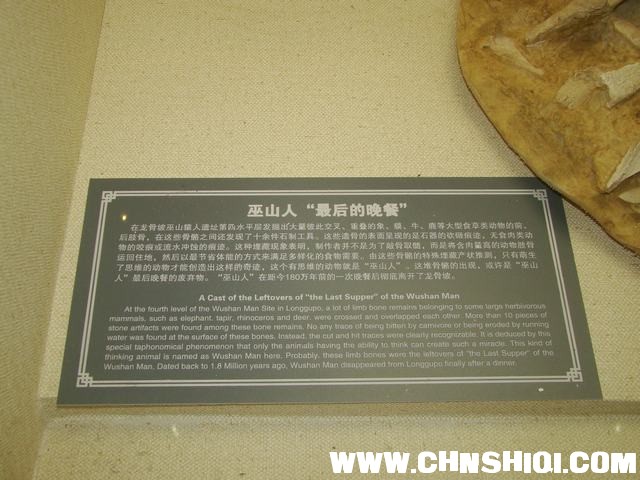 巫山人“最后的晚餐”
在龙骨坡巫山猿人遗址第四水平层发掘出大量彼此交叉、重叠的象、貘、牛、鹿等大型食草类动物的前、
后肢骨，在这些骨骼之间还发现了十余件石制工具。这些遗骨的表面呈现的是石器的砍辍痕迹，无食肉类动
物的咬痕或流水冲蚀的痕迹。这种埋藏现象表明，制作者并不是为了敲骨取髓，而是将含肉量高的动物肢骨
运回住地，然后以最节省体能的方式来满足多样化的食物需要。由这些骨骼的特殊埋藏产状推测，只有萌生
了思维的动物才能创造出这样的奇迹，这个有思维的动物就是“巫山人”。这堆骨骼的出现，或许是“巫山
人”最后晚餐的废弃物。“巫山人”在距今180万年前的一次晚餐后彻底离开了龙骨坡。
A Cast of the Leftovers of "the Last Supper" of the Wushan Man
At the fourth level of the Wushan Man Site in Longgupo, a lot of limb bone remains belonging to some large herbivorous
mammals, such as elephant, tapir, rhinoceros and deer, were crossed and overlapped each other. More than 10 pieces of
stone artifacts were found among these bone remains. No any trace of being bitten by carnivore or being eroded by running
water was found at the surface of these bones. Instead, the cut and hit traces were clearly recognizable. It is deduced by this
special taphonomical phenomenon that only the animals having the ability to think can create such a miracle. This kind of
thinking animal is named as Wushan Man here. Probably, these limb bones were the leftovers of "the Last Supper" of the
Wushan Man. Dated back to 1.8 Million years ago, Wushan Man disappeared from Longgupo finally after a dinner.
WWW.CHNSHIQI.COM